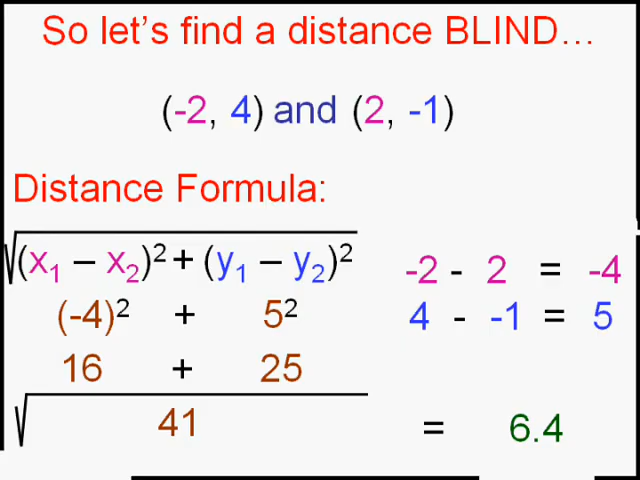 So let's find a distance BLIND...
(-2, 4) and (2, -1)
Distance Formula:
√(x₁ – x₂)² + (y₁ – y₂)²
-2 - 2 = -4
(-4)² + 5²
4 - -1 = 5
16 + 25
√41 = 6.4